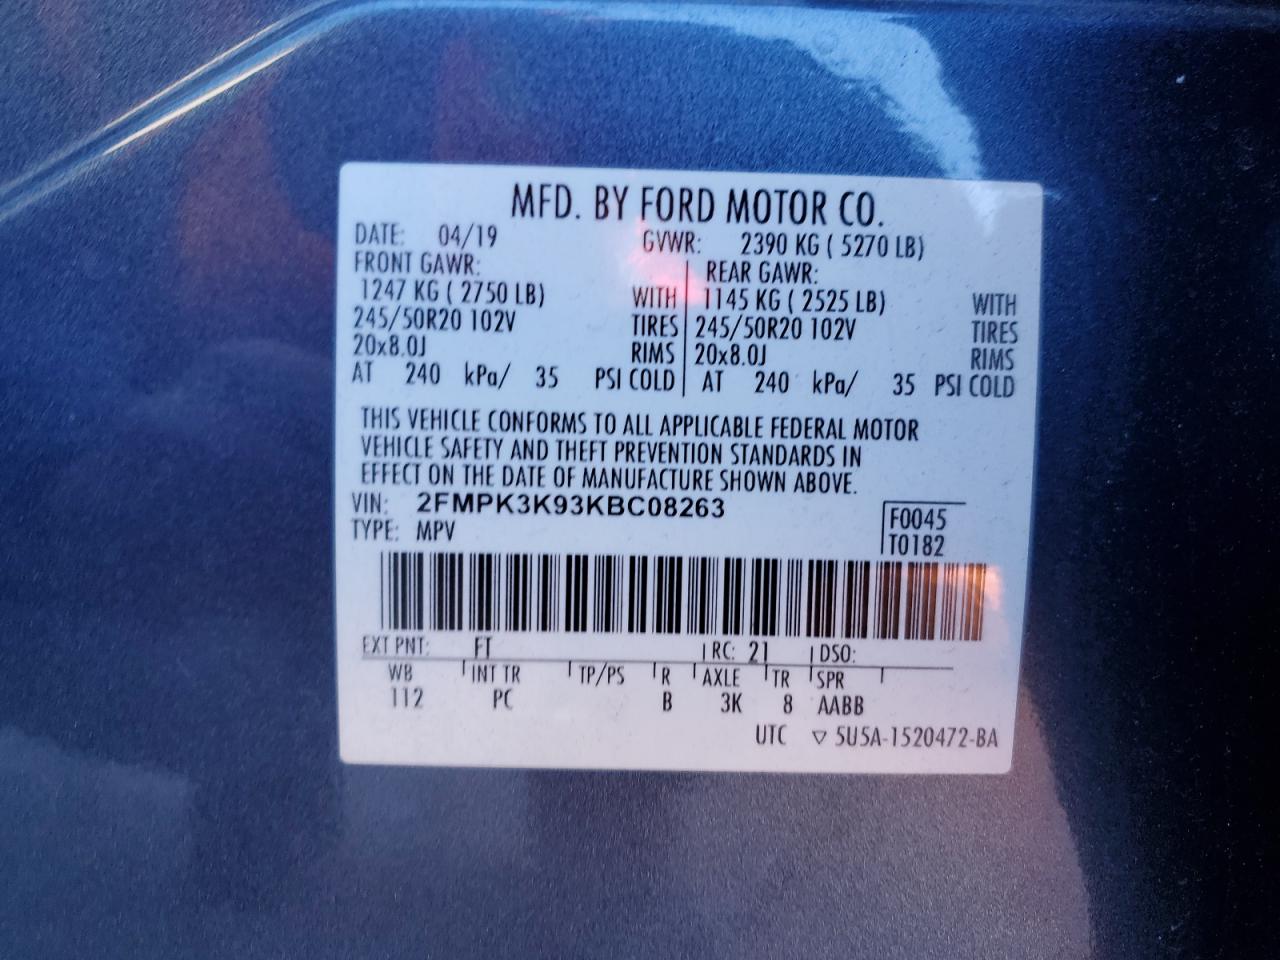 MFD. BY FORD MOTOR CO.
DATE: 04/19 GVWR: 2390 KG ( 5270 LB)
FRONT GAWR: REAR GAWR:
1247 KG ( 2750 LB) WITH 1145 KG ( 2525 LB) WITH
245/50R20 102V TIRES 245/50R20 102V TIRES
20x8.0J RIMS 20x8.0J RIMS
AT 240 kPa/ 35 PSI COLD AT 240 kPa/ 35 PSI COLD
THIS VEHICLE CONFORMS TO ALL APPLICABLE FEDERAL MOTOR
VEHICLE SAFETY AND THEFT PREVENTION STANDARDS IN
EFFECT ON THE DATE OF MANUFACTURE SHOWN ABOVE.
VIN: 2FMPK3K93KBC08263
TYPE: MPV
F0045
T0182
EXT PNT: FT RC: 21 DSO:
WB INT TR TP/PS R AXLE TR SPR
112 PC B 3K 8 AABB
UTC ▽ 5U5A-1520472-BA